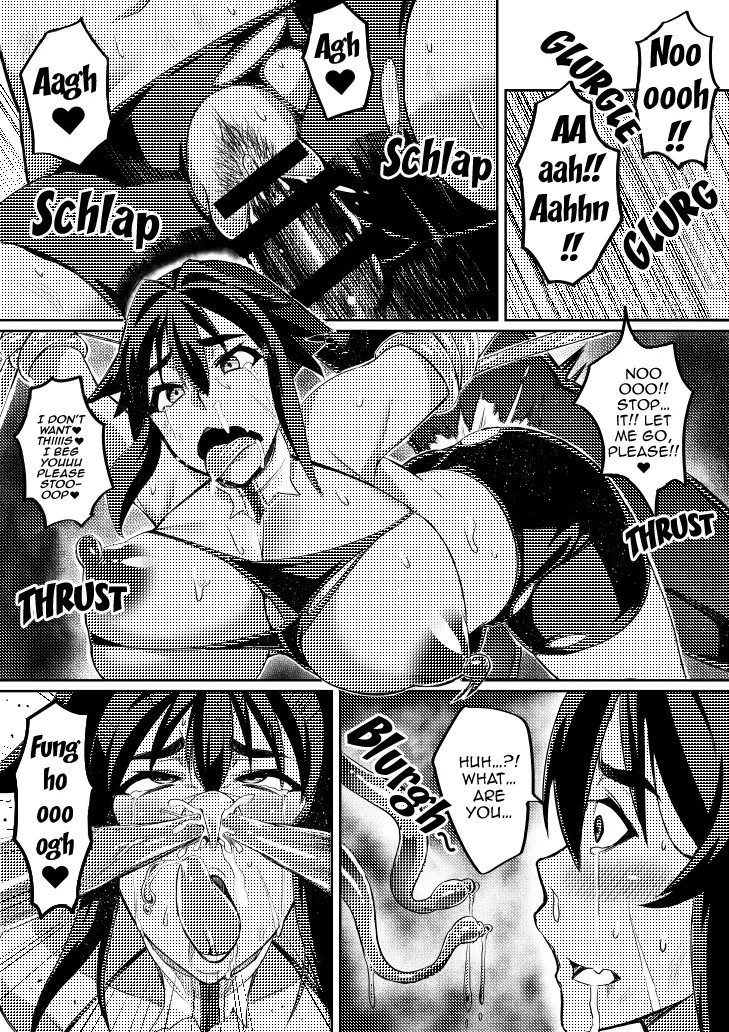 Aagh
♥
Agh
♥
Schlap
Schlap
Noo
oooh
!!
GLURGLE
AA
aah!!
Aahhn
!!
GLURG
I DON'T
WANT♥
THIIIIS♥
I BEG
YOUUU
PLEASE
STOO-
OOP♥
NOO
OOO!!
STOP...
IT!! LET
ME GO,
PLEASE!!
♥
THRUST
THRUST
Fung
ho
ooo
ogh
♥
Blurgh~
HUH...?!
WHAT...
ARE
YOU...